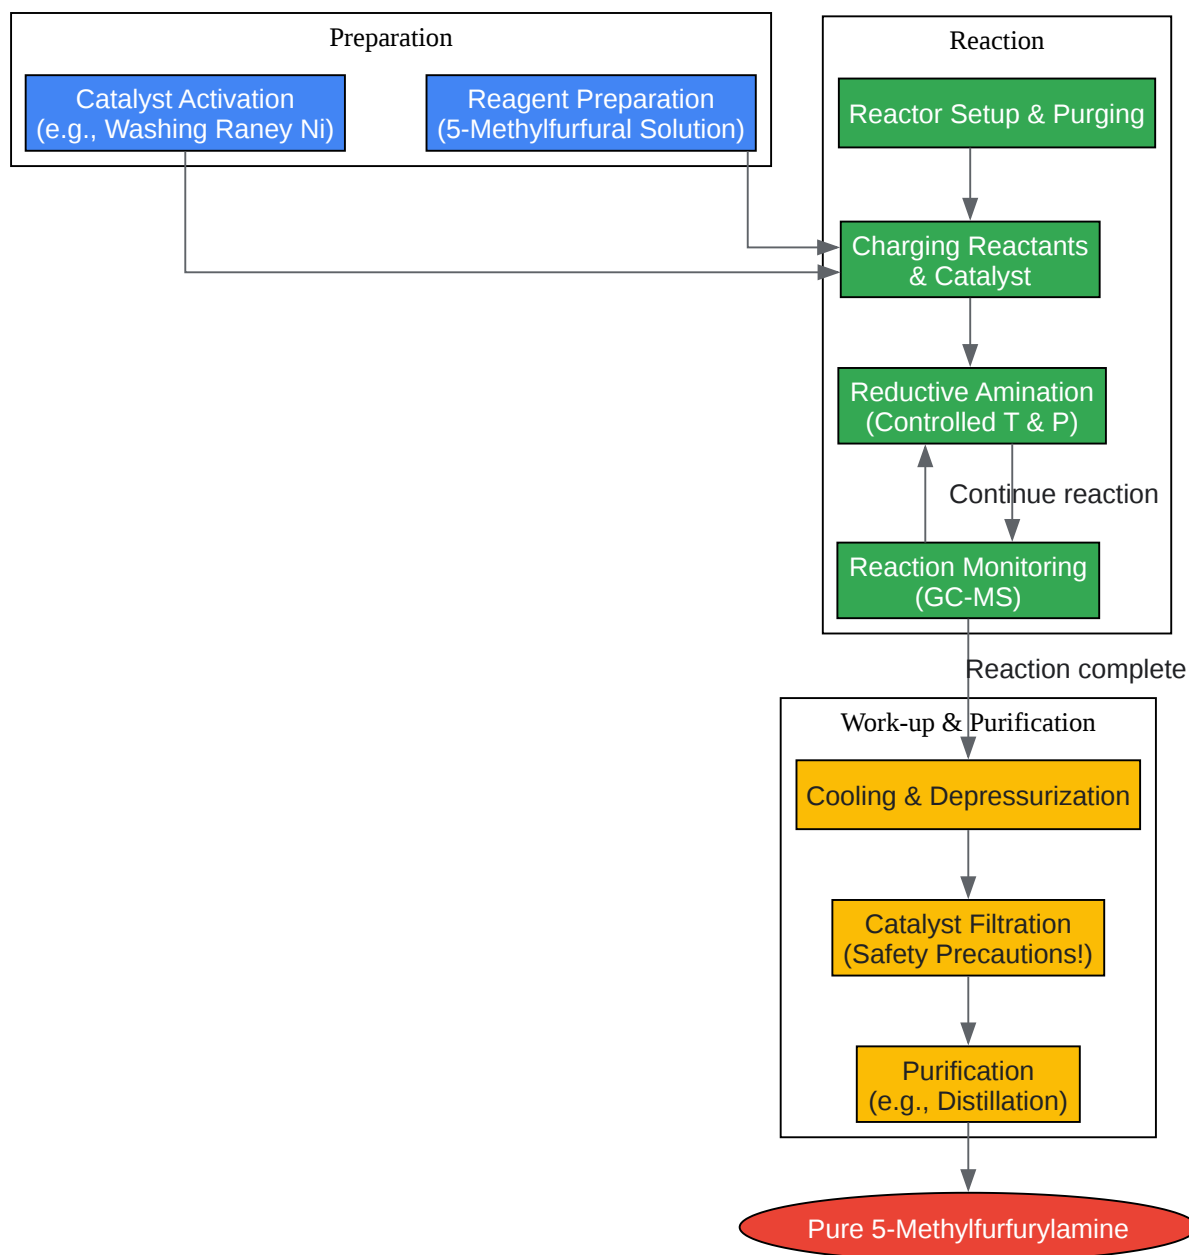 Preparation
Catalyst Activation
(e.g., Washing Raney Ni)
Reagent Preparation
(5-Methylfurfural Solution)
Reaction
Reactor Setup & Purging
Charging Reactants
& Catalyst
Reductive Amination
(Controlled T & P)
Continue reaction
Reaction Monitoring
(GC-MS)
Reaction complete
Work-up & Purification
Cooling & Depressurization
Catalyst Filtration
(Safety Precautions!)
Purification
(e.g., Distillation)
Pure 5-Methylfurfurylamine